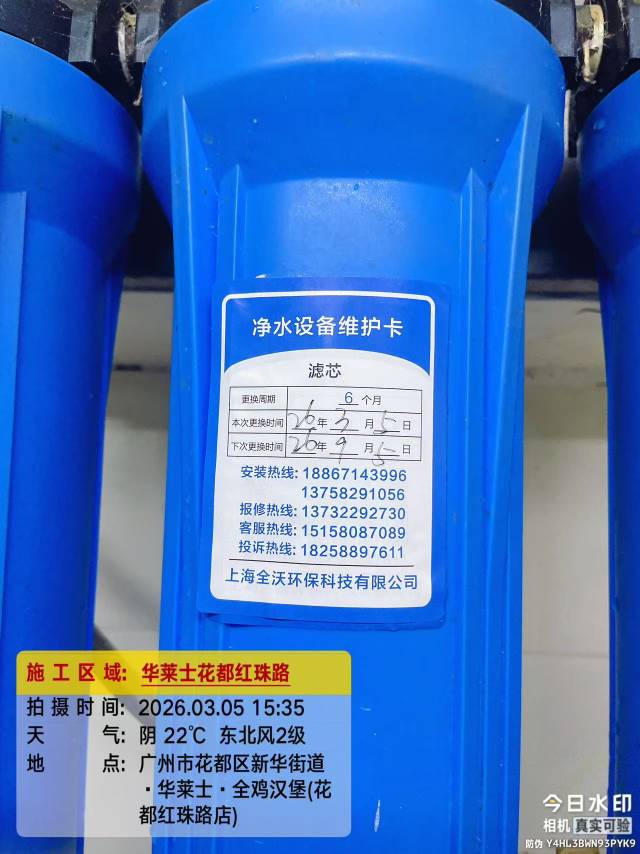 净水设备维护卡
滤芯
更换周期 6 个月
本次更换时间 26 年 3 月 5 日
下次更换时间 26 年 9 月 5 日
安装热线: 18867143996
13758291056
报修热线: 13732292730
客服热线: 15158087089
投诉热线: 18258897611
上海全沃环保科技有限公司
施工区域: 华莱士花都红珠路
拍摄时间: 2026.03.05 15:35
天气: 阴 22℃ 东北风2级
地点: 广州市花都区新华街道
·华莱士·全鸡汉堡(花
都红珠路店)
今日水印
相机 真实可验
防伪 Y4HL3BWN93PYK9